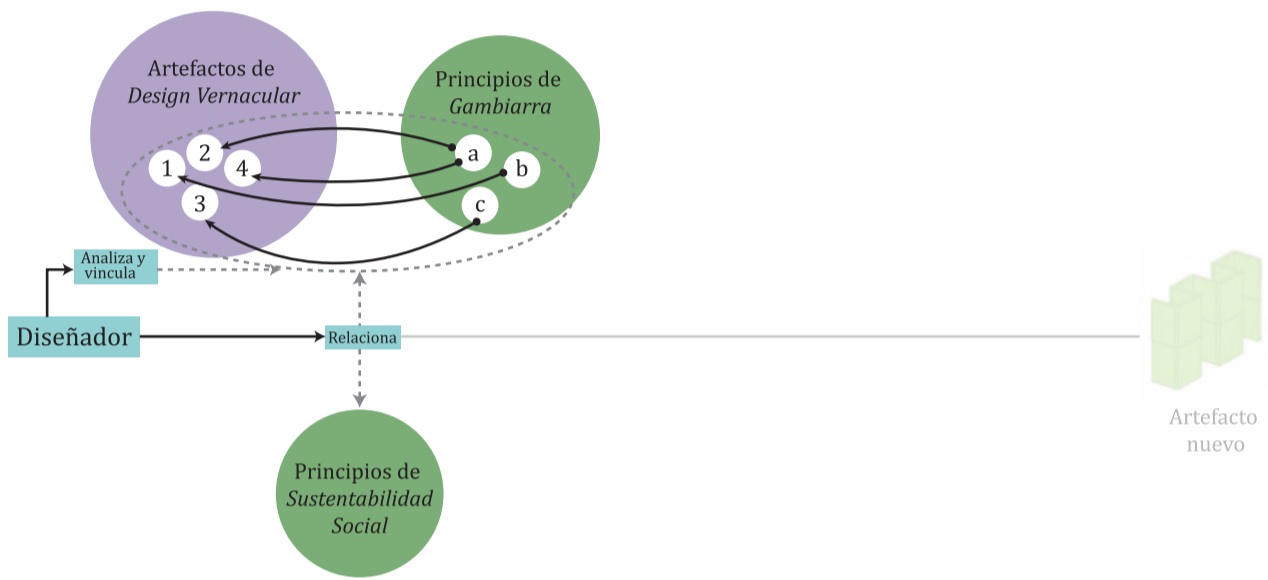 Artefactos de
Design Vernacular
Principios de
Gambiarra
2
a
1
4
b
3
c
Analiza y
vincula
Diseñador
Relaciona
Artefacto
nuevo
Principios de
Sustentabilidad
Social